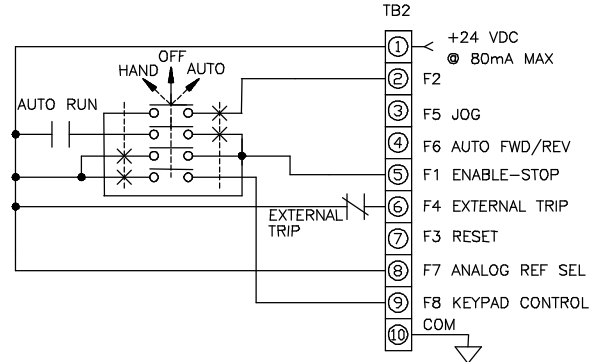 TB2
1 +24 VDC
@ 80mA MAX
OFF
HAND AUTO
2 F2
AUTO RUN
3 F5 JOG
4 F6 AUTO FWD/REV
5 F1 ENABLE-STOP
6 F4 EXTERNAL TRIP
EXTERNAL
TRIP
7 F3 RESET
8 F7 ANALOG REF SEL
9 F8 KEYPAD CONTROL
10 COM